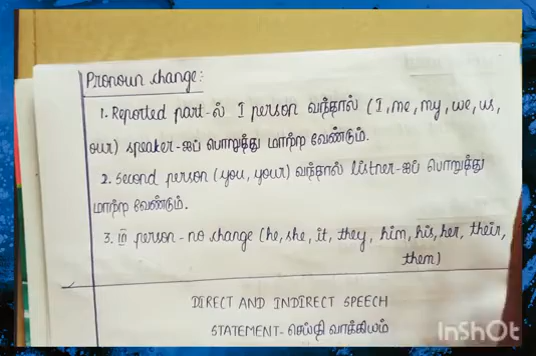 Pronoun change:
1. Reported part-ல் I person வந்தால் (I, me, my, we, us,
our) speaker-ஐப் பொறுத்து மாற்ற வேண்டும்.
2. Second person (you, your) வந்தால் listner-ஐப் பொறுத்து
மாற்ற வேண்டும்.
3. III person - no change (he, she, it, they, him, his, her, their,
them)
DIRECT AND INDIRECT SPEECH
STATEMENT- செய்தி வாக்கியம்
InShOt